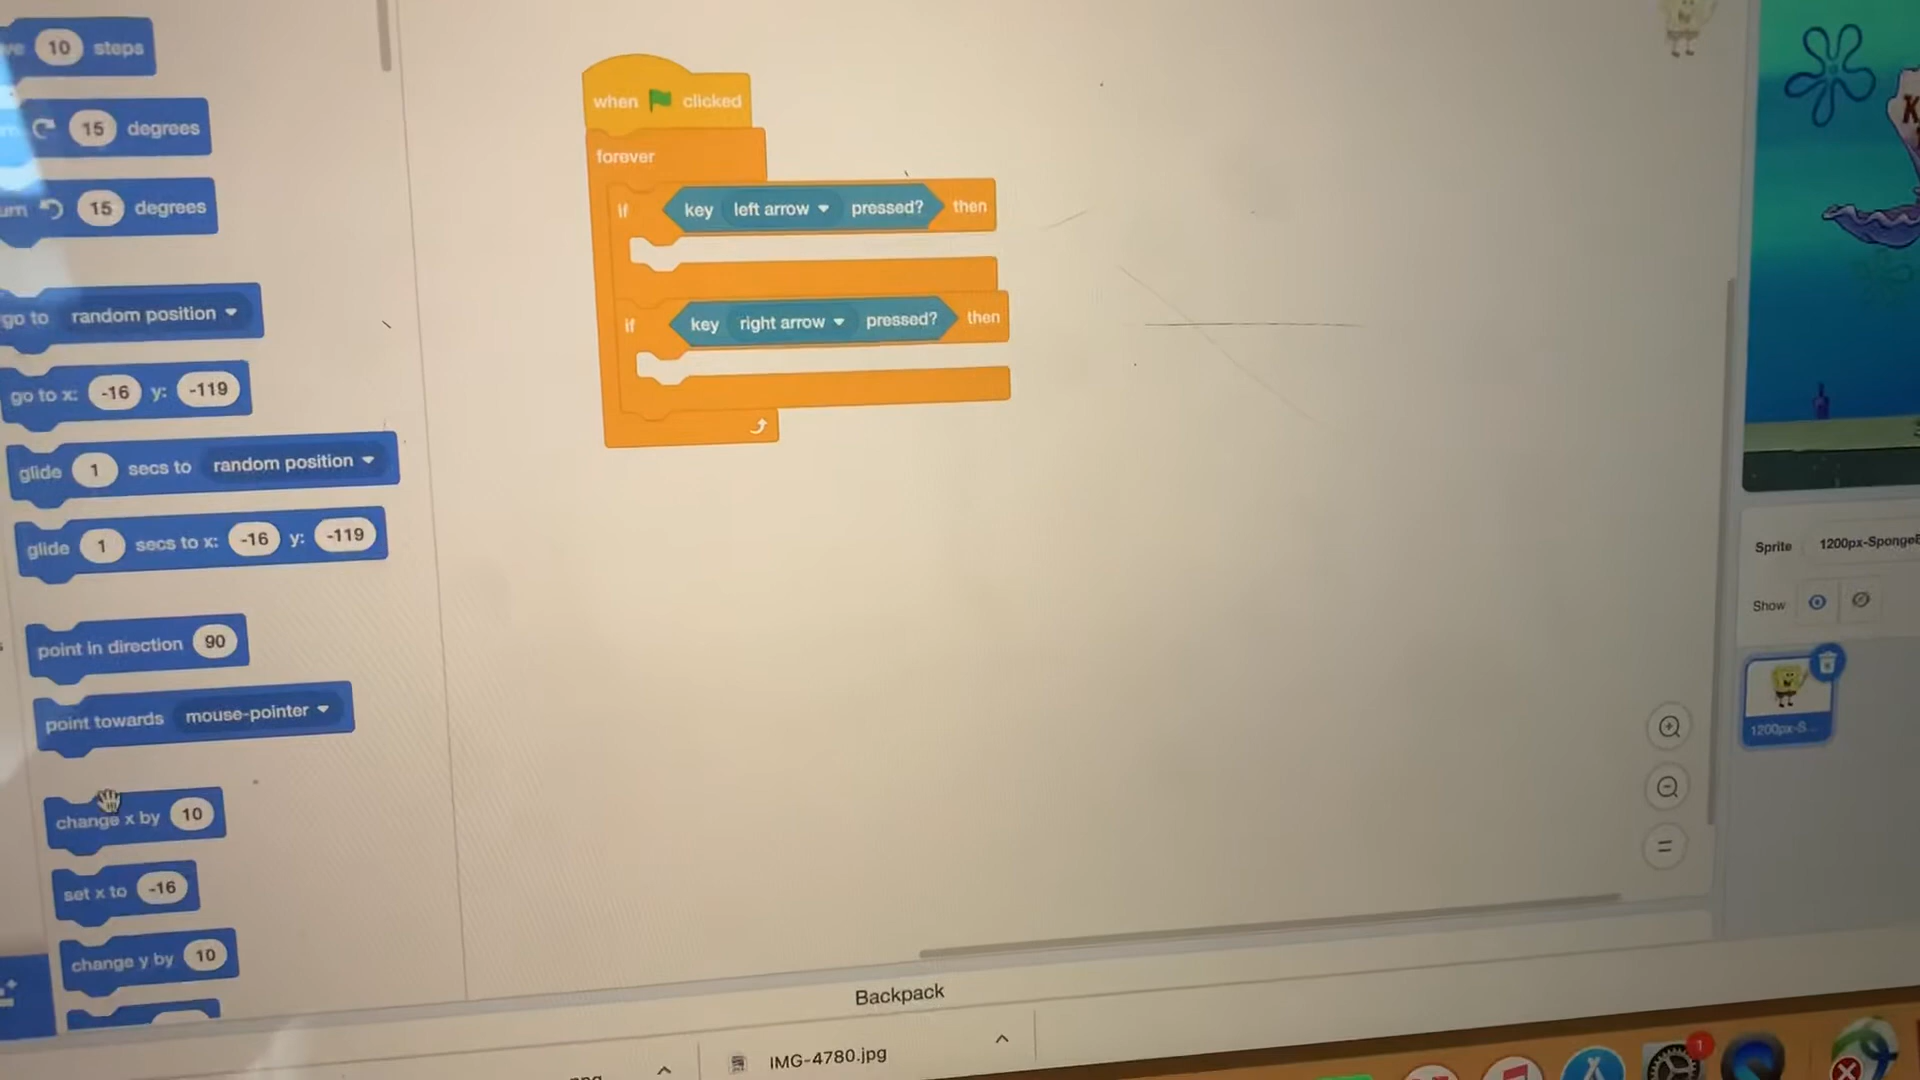 10 steps
15 degrees
15 degrees
go to random position
go to x: -16 y: -119
glide 1 secs to random position
glide 1 secs to x: -16 y: -119
point in direction 90
point towards mouse-pointer
change x by 10
set x to -16
change y by 10
when clicked
forever
if key left arrow pressed? then
if key right arrow pressed? then
Sprite
Show
1200px-S...
Backpack
IMG-4780.jpg
1